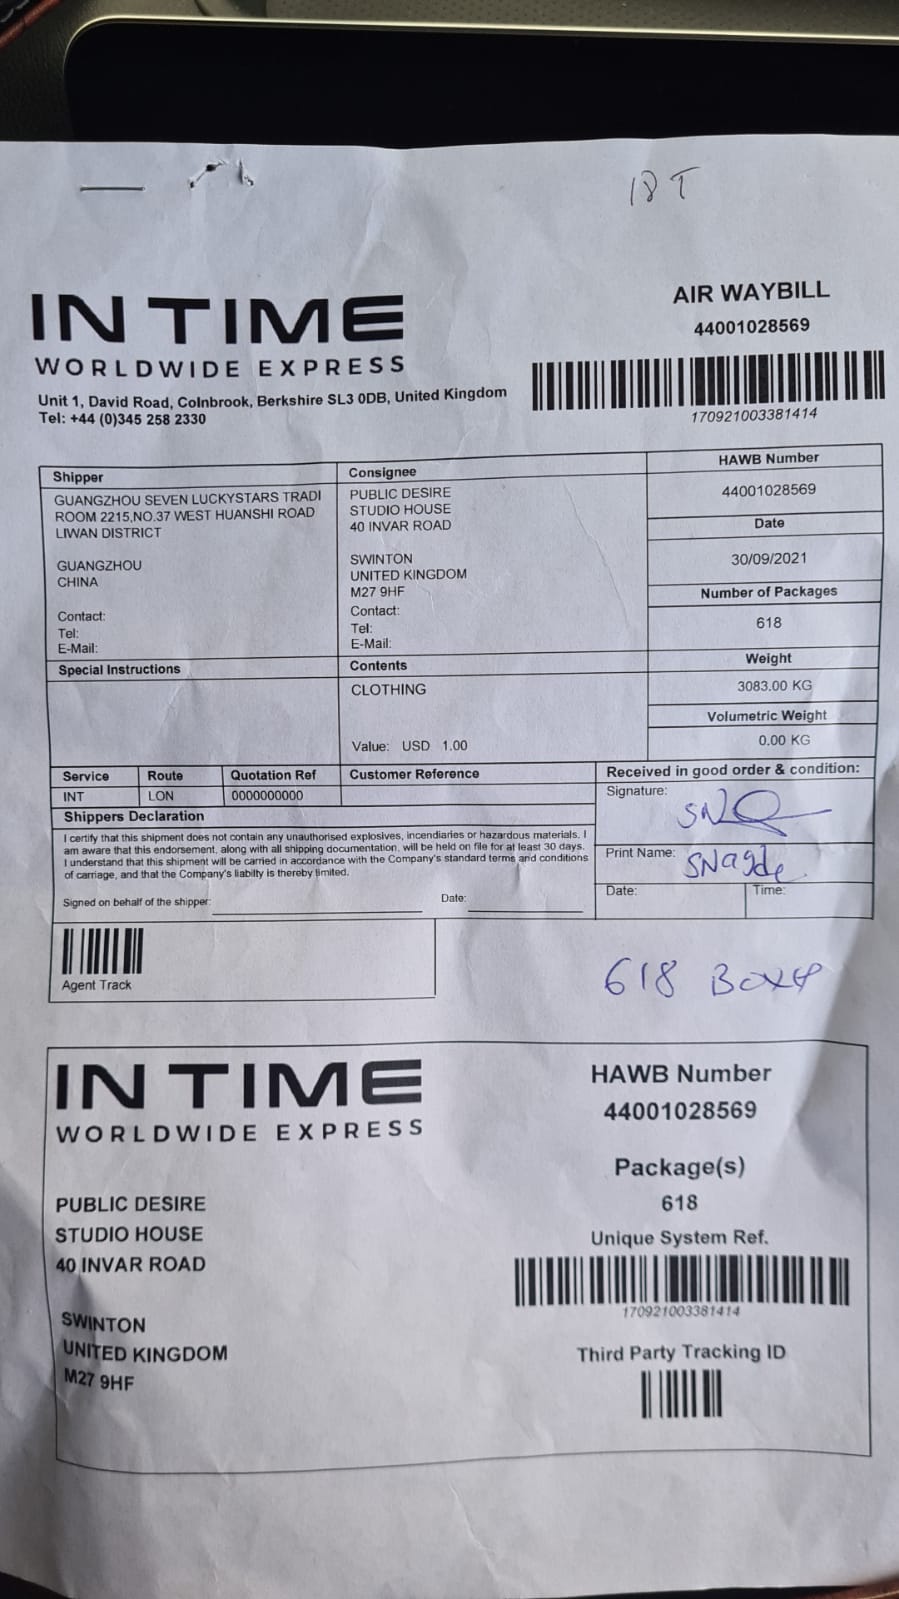 18 T
IN TIME
WORLDWIDE EXPRESS
Unit 1, David Road, Colnbrook, Berkshire SL3 0DB, United Kingdom
Tel: +44 (0)345 258 2330
AIR WAYBILL
44001028569
170921003381414
Shipper
GUANGZHOU SEVEN LUCKYSTARS TRADI
ROOM 2215,NO.37 WEST HUANSHI ROAD
LIWAN DISTRICT
GUANGZHOU
CHINA
Contact:
Tel:
E-Mail:
Consignee
PUBLIC DESIRE
STUDIO HOUSE
40 INVAR ROAD
SWINTON
UNITED KINGDOM
M27 9HF
Contact:
Tel:
E-Mail:
HAWB Number
44001028569
Date
30/09/2021
Number of Packages
618
Weight
3083.00 KG
Volumetric Weight
0.00 KG
Special Instructions
Contents
CLOTHING
Value: USD 1.00
Service
INT
Route
LON
Quotation Ref
0000000000
Customer Reference
Shippers Declaration
I certify that this shipment does not contain any unauthorised explosives, incendiaries or hazardous materials. I
am aware that this endorsement, along with all shipping documentation, will be held on file for at least 30 days.
I understand that this shipment will be carried in accordance with the Company's standard terms and conditions
of carriage, and that the Company's liabilty is thereby limited.
Signed on behalf of the shipper:
Date:
Received in good order & condition:
Signature:
Print Name:
Date:
Time:
Agent Track
618 Boxes
IN TIME
WORLDWIDE EXPRESS
PUBLIC DESIRE
STUDIO HOUSE
40 INVAR ROAD
SWINTON
UNITED KINGDOM
M27 9HF
HAWB Number
44001028569
Package(s)
618
Unique System Ref.
170921003381414
Third Party Tracking ID